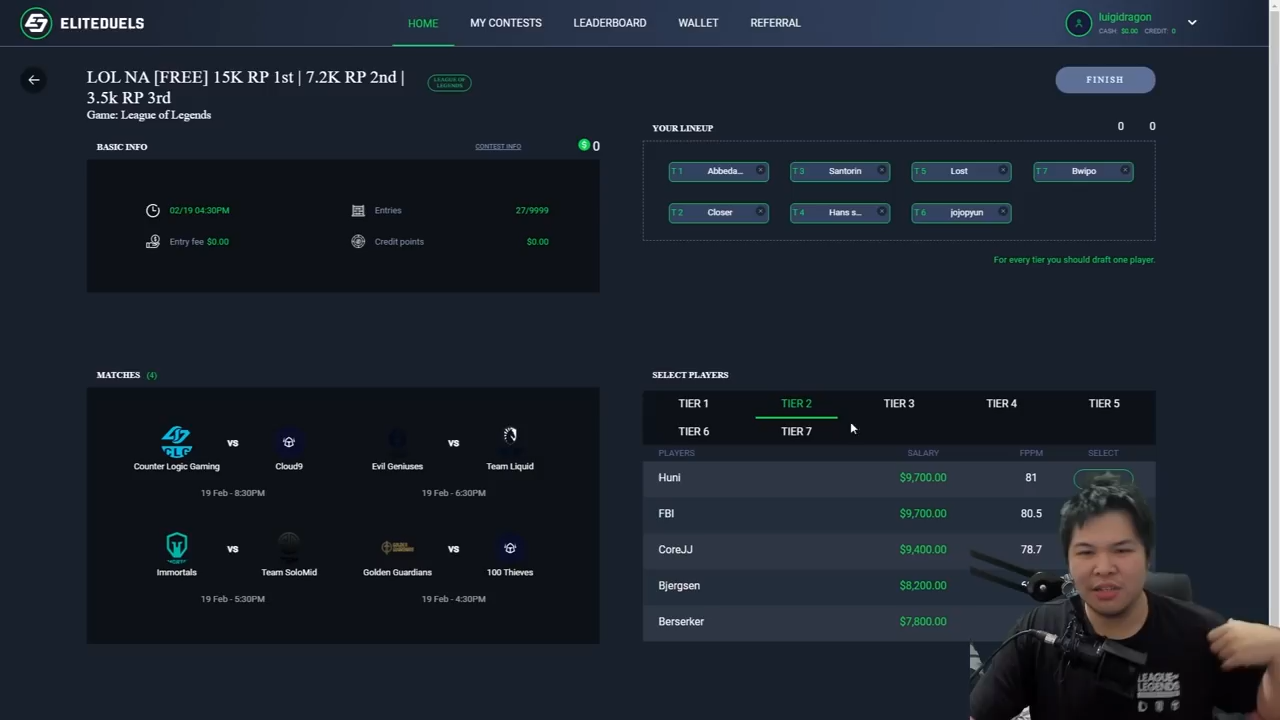 ELITEDUELS
HOME
MY CONTESTS
LEADERBOARD
WALLET
REFERRAL
luigidragon
CASH $0.00 CREDIT 0
LOL NA [FREE] 15K RP 1st | 7.2K RP 2nd |
3.5k RP 3rd
LEAGUE OF
LEGENDS
Game: League of Legends
FINISH
BASIC INFO
CONTEST INFO
$ 0
02/19 04:30PM
Entries
27/9999
Entry fee $0.00
Credit points
$0.00
YOUR LINEUP
0 0
T 1 Abbeda...
T 3 Santorin
T 5 Lost
T 7 Bwipo
T 2 Closer
T 4 Hans s...
T 6 jojopyun
For every tier you should draft one player.
MATCHES (4)
Counter Logic Gaming
vs
Cloud9
19 Feb - 8:30PM
Evil Geniuses
vs
Team Liquid
19 Feb - 6:30PM
Immortals
vs
Team SoloMid
19 Feb - 5:30PM
Golden Guardians
vs
100 Thieves
19 Feb - 4:30PM
SELECT PLAYERS
TIER 1
TIER 2
TIER 3
TIER 4
TIER 5
TIER 6
TIER 7
PLAYERS
SALARY
FPPM
SELECT
Huni $9,700.00 81
FBI $9,700.00 80.5
CoreJJ $9,400.00 78.7
Bjergsen $8,200.00
Berserker $7,800.00
LEAGUE OF
LEGENDS